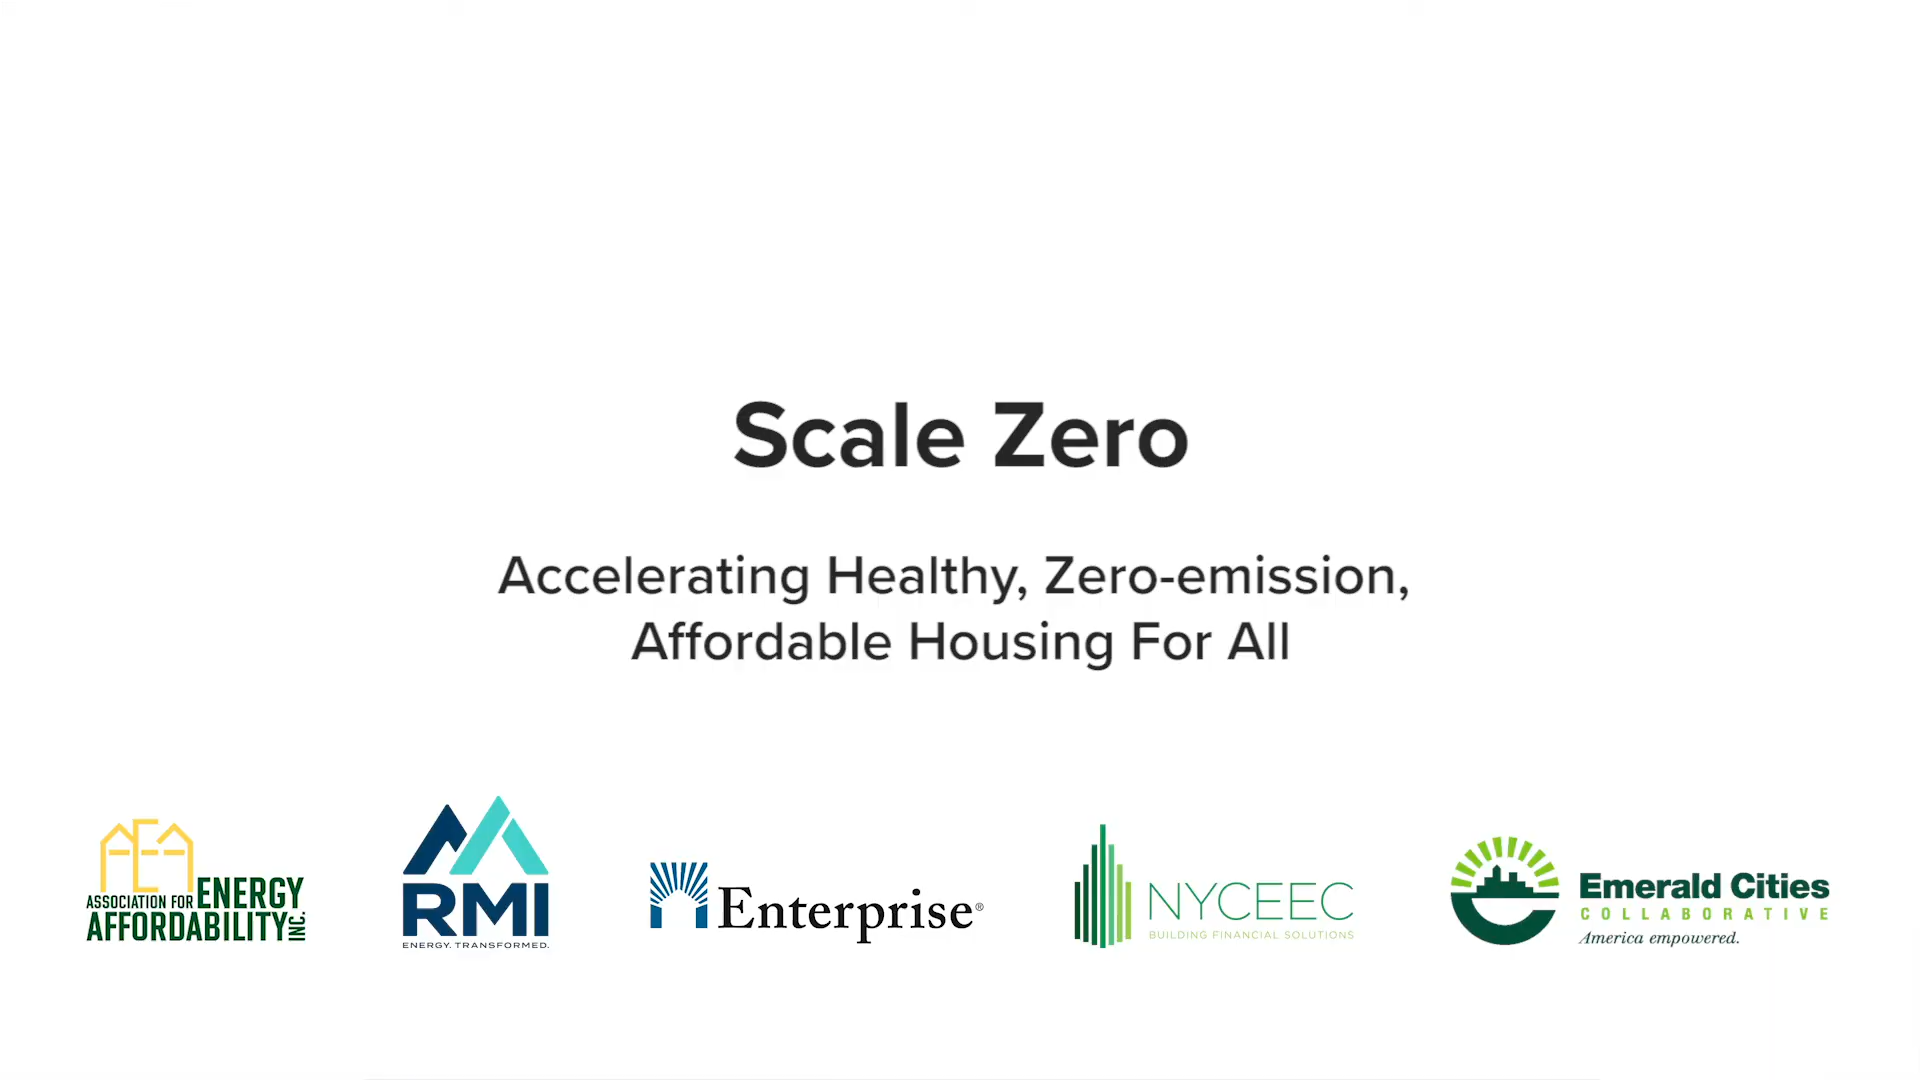 Scale Zero
Accelerating Healthy, Zero-emission,
Affordable Housing For All
ASSOCIATION FOR ENERGY
AFFORDABILITY INC.
RMI
ENERGY. TRANSFORMED.
Enterprise®
NYCEEC
BUILDING FINANCIAL SOLUTIONS
Emerald Cities
COLLABORATIVE
America empowered.